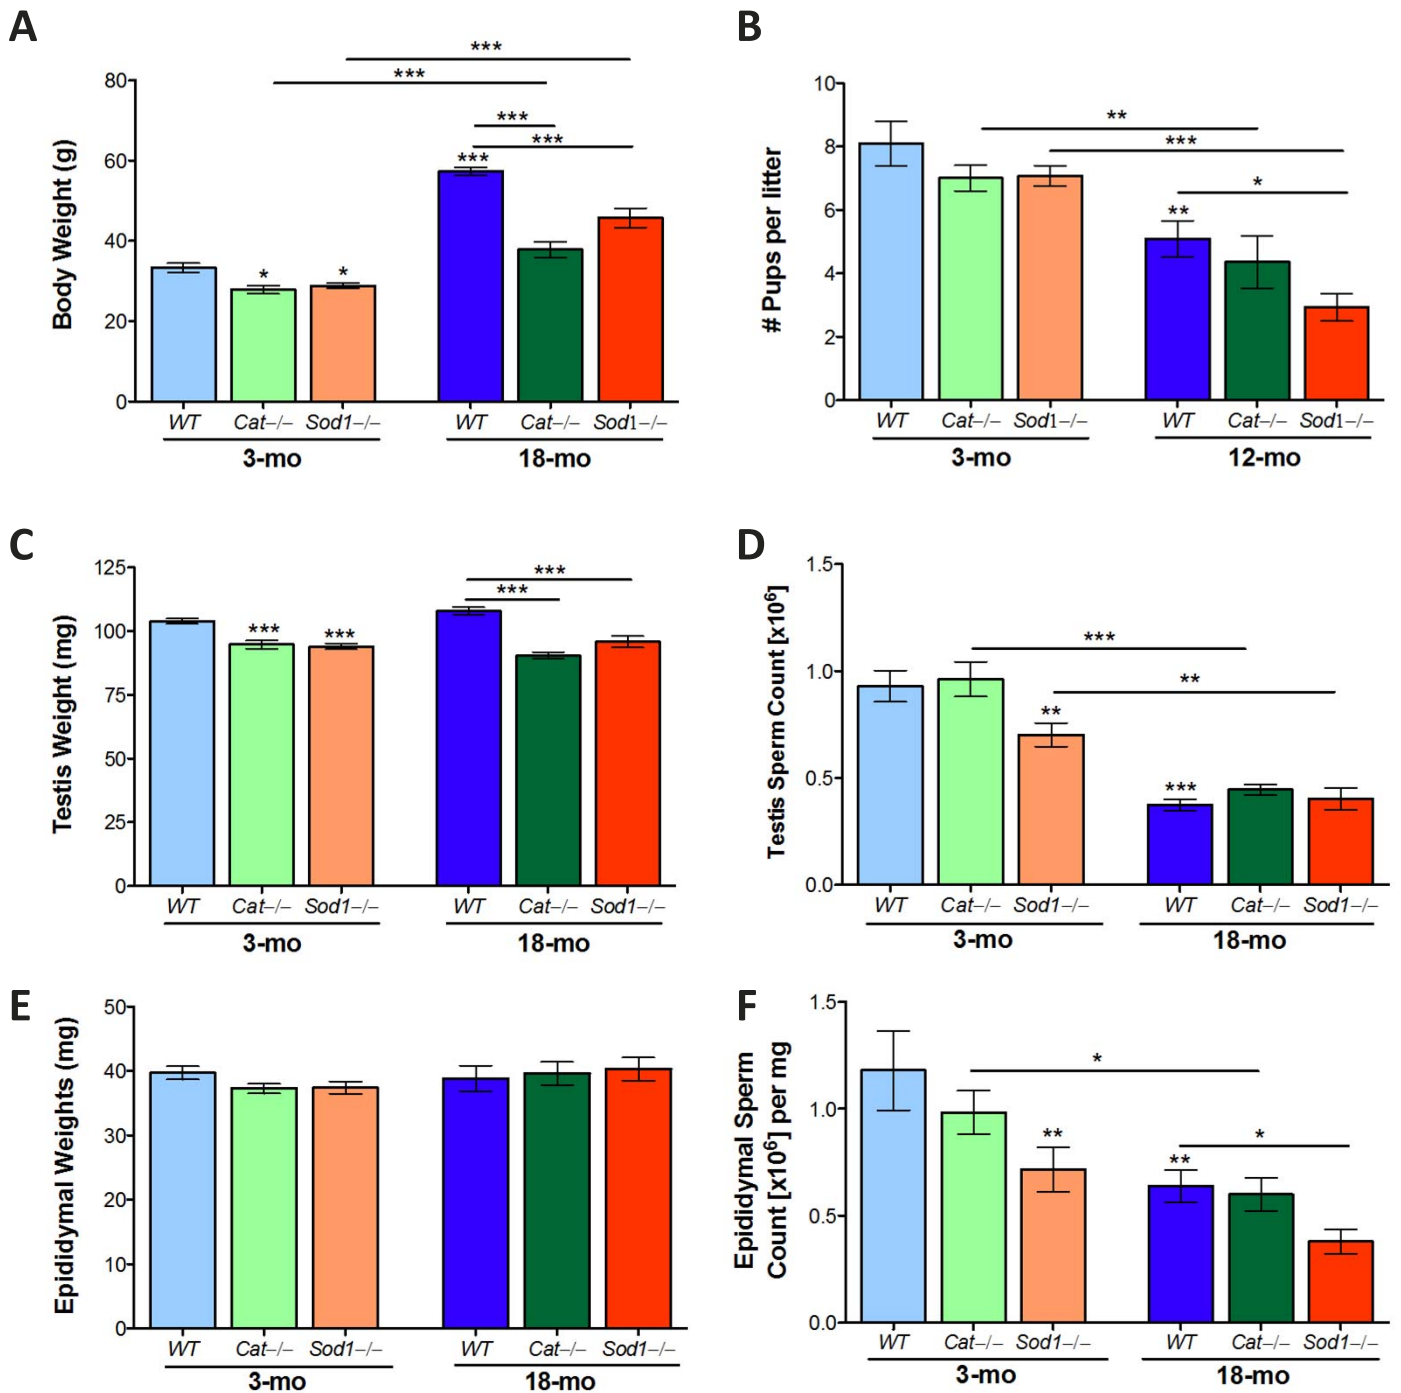 A
Body Weight (g)
80
60
40
20
0
***
***
***
***
***
*
*
WT Cat−/− Sod1−/− WT Cat−/− Sod1−/−
3-mo 18-mo
B
# Pups per litter
10
8
6
4
2
0
**
***
*
**
WT Cat−/− Sod1−/− WT Cat−/− Sod1−/−
3-mo 12-mo
C
Testis Weight (mg)
125
100
75
50
25
0
***
***
***
***
WT Cat−/− Sod1−/− WT Cat−/− Sod1−/−
3-mo 18-mo
D
Testis Sperm Count [x10⁶]
1.5
1.0
0.5
0.0
***
**
**
***
WT Cat−/− Sod1−/− WT Cat−/− Sod1−/−
3-mo 18-mo
E
Epididymal Weights (mg)
50
40
30
20
10
0
WT Cat−/− Sod1−/− WT Cat−/− Sod1−/−
3-mo 18-mo
F
Epididymal Sperm
Count [x10⁶] per mg
1.5
1.0
0.5
0.0
*
**
*
**
WT Cat−/− Sod1−/− WT Cat−/− Sod1−/−
3-mo 18-mo